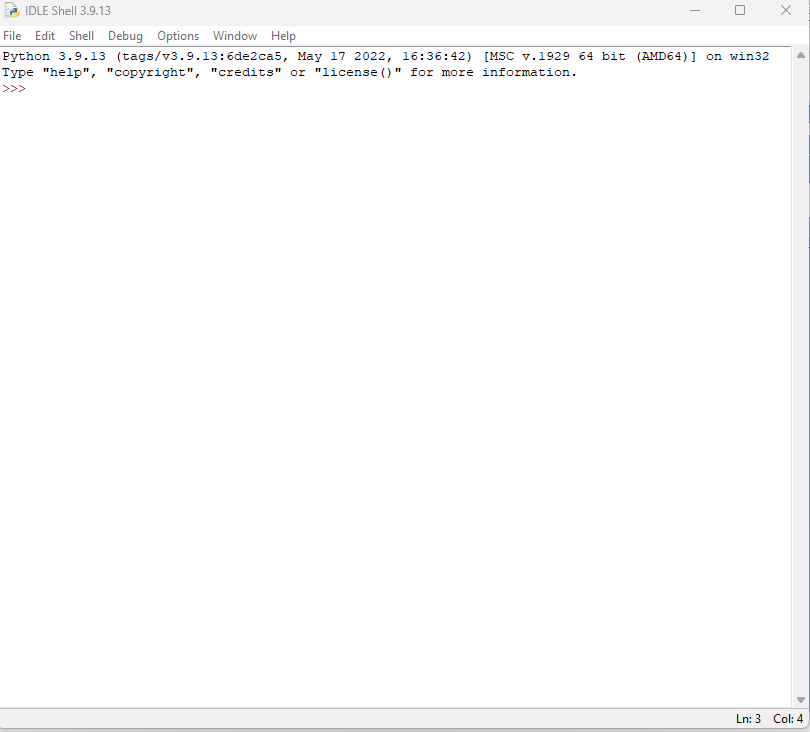 IDLE Shell 3.9.13
File Edit Shell Debug Options Window Help
Python 3.9.13 (tags/v3.9.13:6de2ca5, May 17 2022, 16:36:42) [MSC v.1929 64 bit (AMD64)] on win32
Type "help", "copyright", "credits" or "license()" for more information.
>>>
Ln: 3 Col: 4